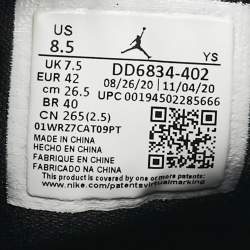 US
8.5
YS
UK 7.5
EUR 42
cm 26.5
BR 40
CN 265(2.5)
DD6834-402
08/26/20 11/04/20
UPC 00194502285666
01WRZ7CAT09PT
MADE IN CHINA
HECHO EN CHINA
FABRIQUÉ EN CHINE
FABRICADO NA CHINA
This product is covered by one or more patents. See
www.nike.com/patentsvirtualmarking